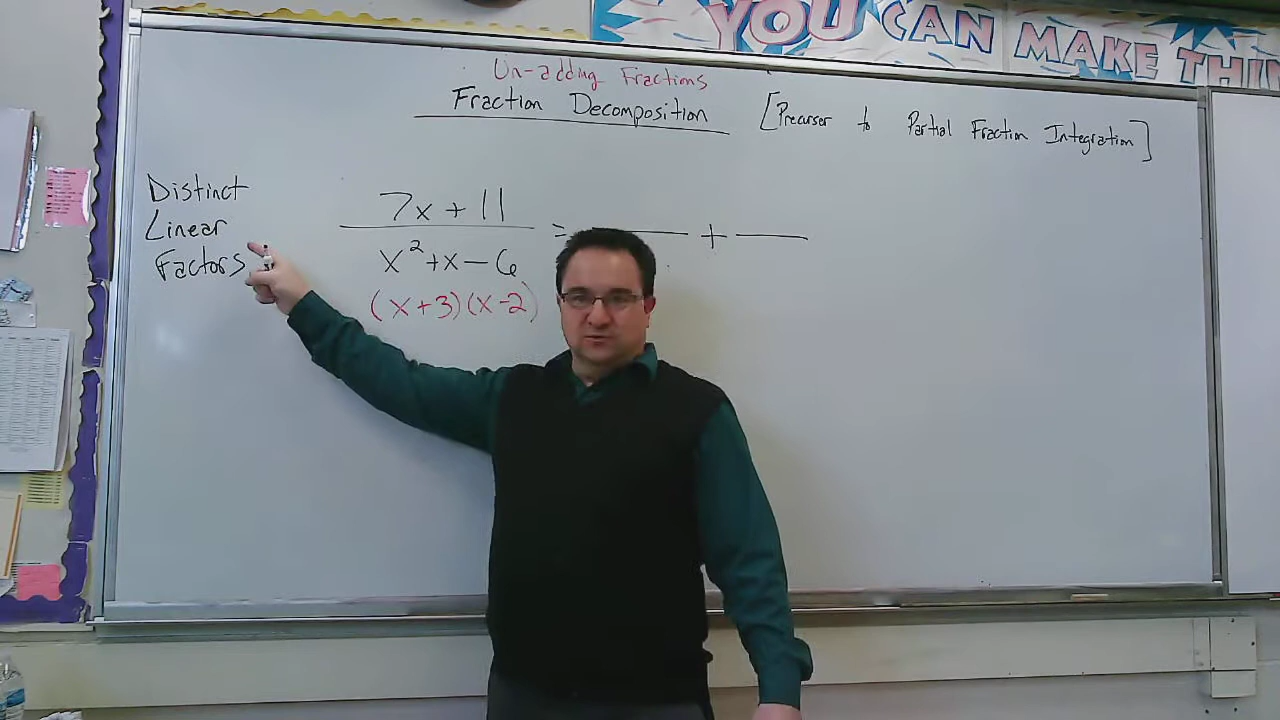 YOU CAN MAKE THIN
Un-adding Fractions
Fraction Decomposition [Precursor to Partial Fraction Integration]
Distinct
Linear
Factors
7x + 11
= +
x² + x - 6
(x+3)(x-2)